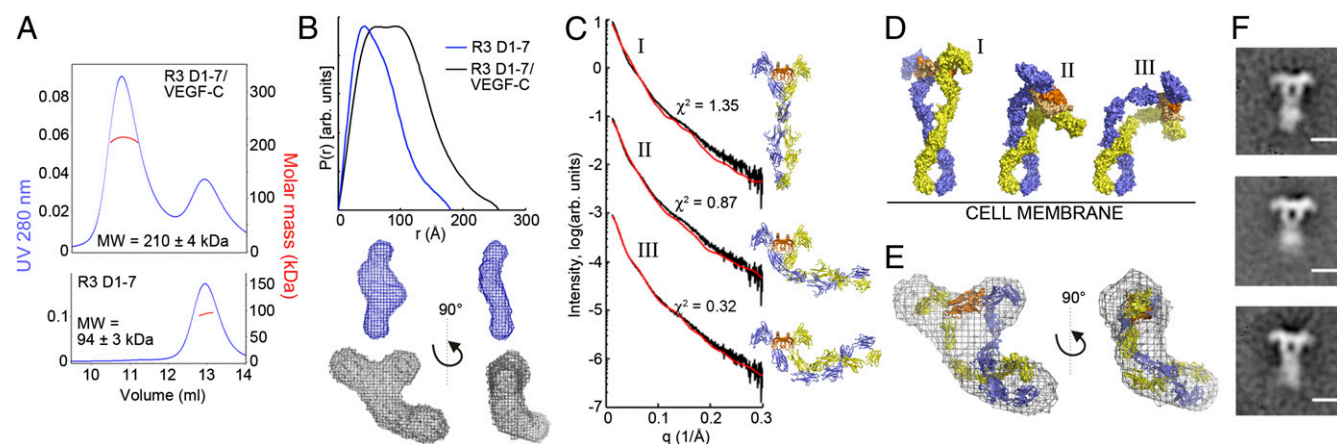 A
R3 D1-7/
VEGF-C
0.08
0.06
0.04
0.02
0
300
200
100
0
MW = 210 ± 4 kDa
UV 280 nm
Molar mass (kDa)
R3 D1-7
MW =
94 ± 3 kDa
0.1
0
150
100
50
0
10 11 12 13 14
Volume (ml)
B
R3 D1-7
R3 D1-7/
VEGF-C
P(r) [arb. units]
0 100 200 300
r (Å)
90°
C
Intensity, log(arb. units)
1
0
-1
-2
-3
-4
-5
-6
-7
I
χ² = 1.35
II
χ² = 0.87
III
χ² = 0.32
0 0.1 0.2 0.3
q (1/Å)
D
I
II
III
CELL MEMBRANE
E
90°
F